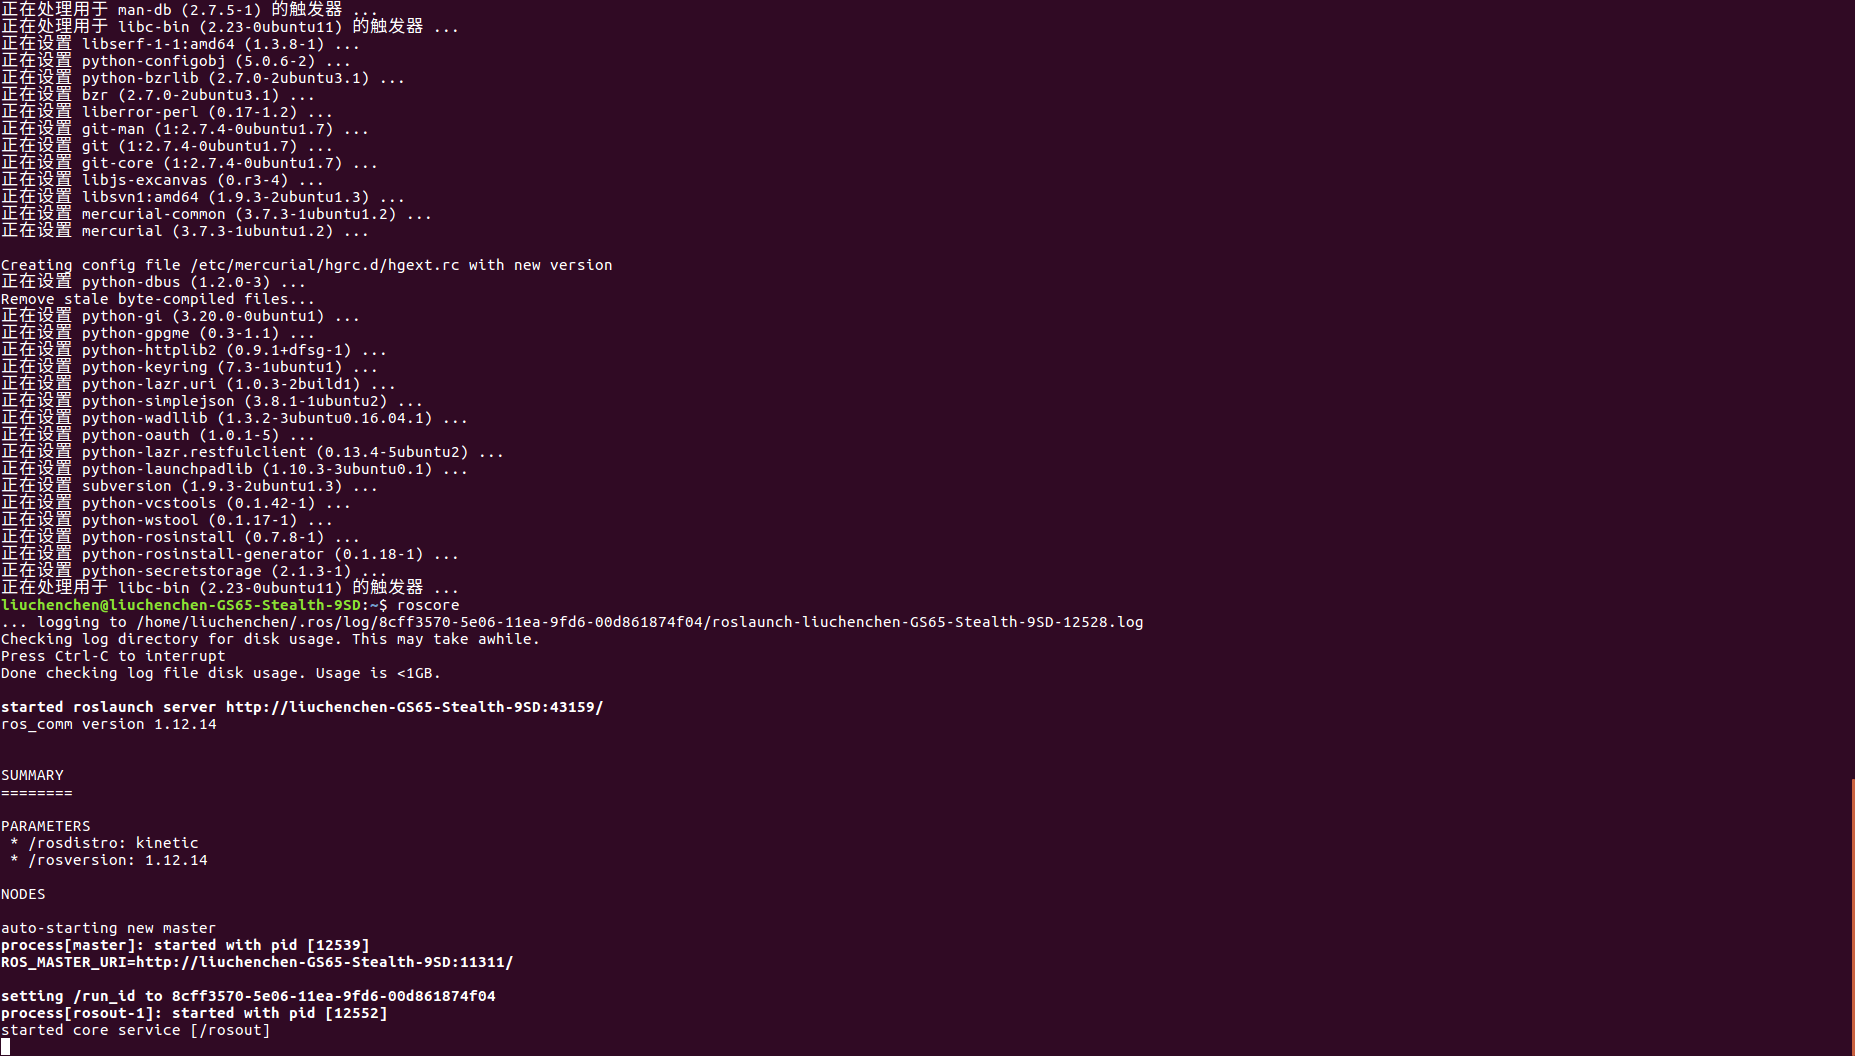 正在处理用于 man-db (2.7.5-1) 的触发器 ...
正在处理用于 libc-bin (2.23-0ubuntu11) 的触发器 ...
正在设置 libserf-1-1:amd64 (1.3.8-1) ...
正在设置 python-configobj (5.0.6-2) ...
正在设置 python-bzrlib (2.7.0-2ubuntu3.1) ...
正在设置 bzr (2.7.0-2ubuntu3.1) ...
正在设置 liberror-perl (0.17-1.2) ...
正在设置 git-man (1:2.7.4-0ubuntu1.7) ...
正在设置 git (1:2.7.4-0ubuntu1.7) ...
正在设置 git-core (1:2.7.4-0ubuntu1.7) ...
正在设置 libjs-excanvas (0.r3-4) ...
正在设置 libsvn1:amd64 (1.9.3-2ubuntu1.3) ...
正在设置 mercurial-common (3.7.3-1ubuntu1.2) ...
正在设置 mercurial (3.7.3-1ubuntu1.2) ...

Creating config file /etc/mercurial/hgrc.d/hgext.rc with new version
正在设置 python-dbus (1.2.0-3) ...
Remove stale byte-compiled files...
正在设置 python-gi (3.20.0-0ubuntu1) ...
正在设置 python-gpgme (0.3-1.1) ...
正在设置 python-httplib2 (0.9.1+dfsg-1) ...
正在设置 python-keyring (7.3-1ubuntu1) ...
正在设置 python-lazr.uri (1.0.3-2build1) ...
正在设置 python-simplejson (3.8.1-1ubuntu2) ...
正在设置 python-wadllib (1.3.2-3ubuntu0.16.04.1) ...
正在设置 python-oauth (1.0.1-5) ...
正在设置 python-lazr.restfulclient (0.13.4-5ubuntu2) ...
正在设置 python-launchpadlib (1.10.3-3ubuntu0.1) ...
正在设置 subversion (1.9.3-2ubuntu1.3) ...
正在设置 python-vcstools (0.1.42-1) ...
正在设置 python-wstool (0.1.17-1) ...
正在设置 python-rosinstall (0.7.8-1) ...
正在设置 python-rosinstall-generator (0.1.18-1) ...
正在设置 python-secretstorage (2.1.3-1) ...
正在处理用于 libc-bin (2.23-0ubuntu11) 的触发器 ...
liuchenchen@liuchenchen-GS65-Stealth-9SD:~$ roscore
... logging to /home/liuchenchen/.ros/log/8cff3570-5e06-11ea-9fd6-00d861874f04/roslaunch-liuchenchen-GS65-Stealth-9SD-12528.log
Checking log directory for disk usage. This may take awhile.
Press Ctrl-C to interrupt
Done checking log file disk usage. Usage is <1GB.

started roslaunch server http://liuchenchen-GS65-Stealth-9SD:43159/
ros_comm version 1.12.14

SUMMARY
========

PARAMETERS
 * /rosdistro: kinetic
 * /rosversion: 1.12.14

NODES

auto-starting new master
process[master]: started with pid [12539]
ROS_MASTER_URI=http://liuchenchen-GS65-Stealth-9SD:11311/

setting /run_id to 8cff3570-5e06-11ea-9fd6-00d861874f04
process[rosout-1]: started with pid [12552]
started core service [/rosout]